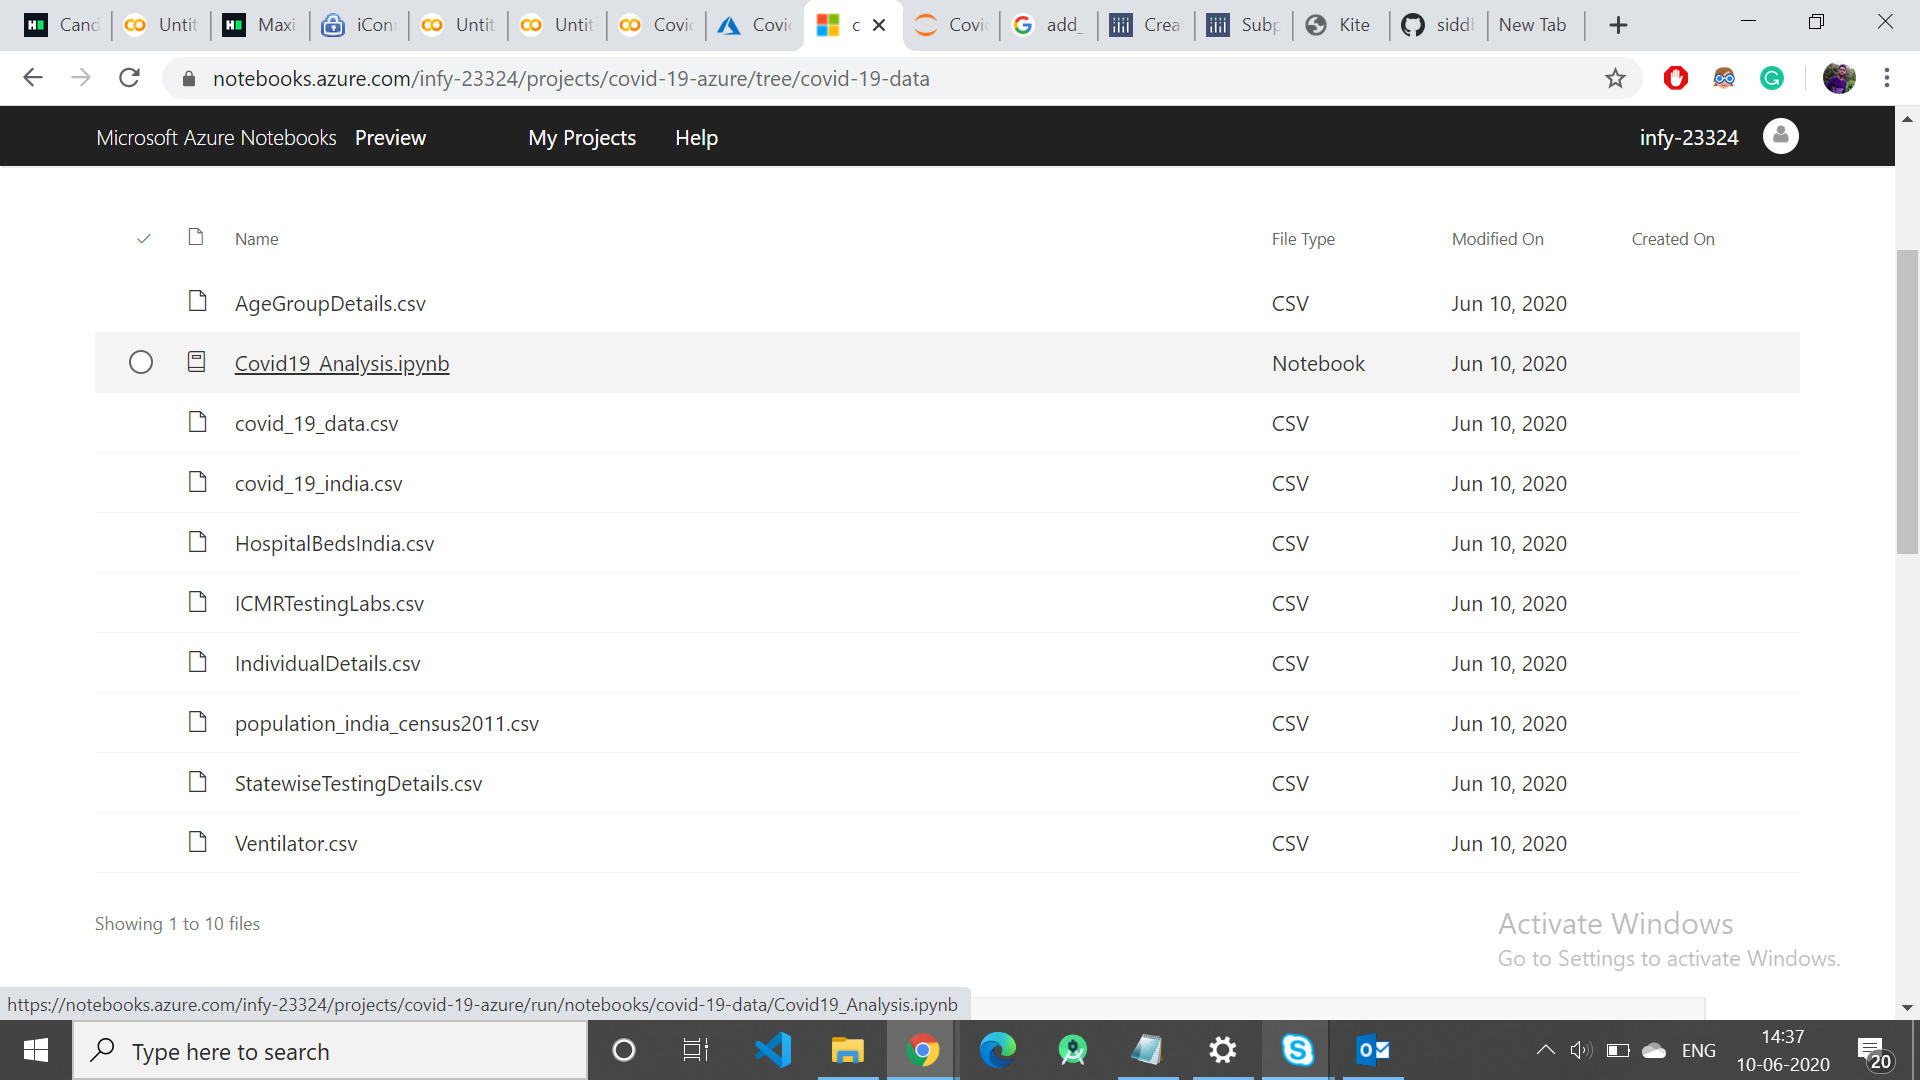 Cand Untit Maxi iConn Untit Untit Covid Covid c Covid add_ Crea Subp Kite siddh New Tab
notebooks.azure.com/infy-23324/projects/covid-19-azure/tree/covid-19-data
Microsoft Azure Notebooks Preview My Projects Help infy-23324
Name File Type Modified On Created On
AgeGroupDetails.csv CSV Jun 10, 2020
Covid19_Analysis.ipynb Notebook Jun 10, 2020
covid_19_data.csv CSV Jun 10, 2020
covid_19_india.csv CSV Jun 10, 2020
HospitalBedsIndia.csv CSV Jun 10, 2020
ICMRTestingLabs.csv CSV Jun 10, 2020
IndividualDetails.csv CSV Jun 10, 2020
population_india_census2011.csv CSV Jun 10, 2020
StatewiseTestingDetails.csv CSV Jun 10, 2020
Ventilator.csv CSV Jun 10, 2020
Showing 1 to 10 files
Activate Windows
Go to Settings to activate Windows.
https://notebooks.azure.com/infy-23324/projects/covid-19-azure/run/notebooks/covid-19-data/Covid19_Analysis.ipynb
Type here to search
ENG
14:37
10-06-2020
20